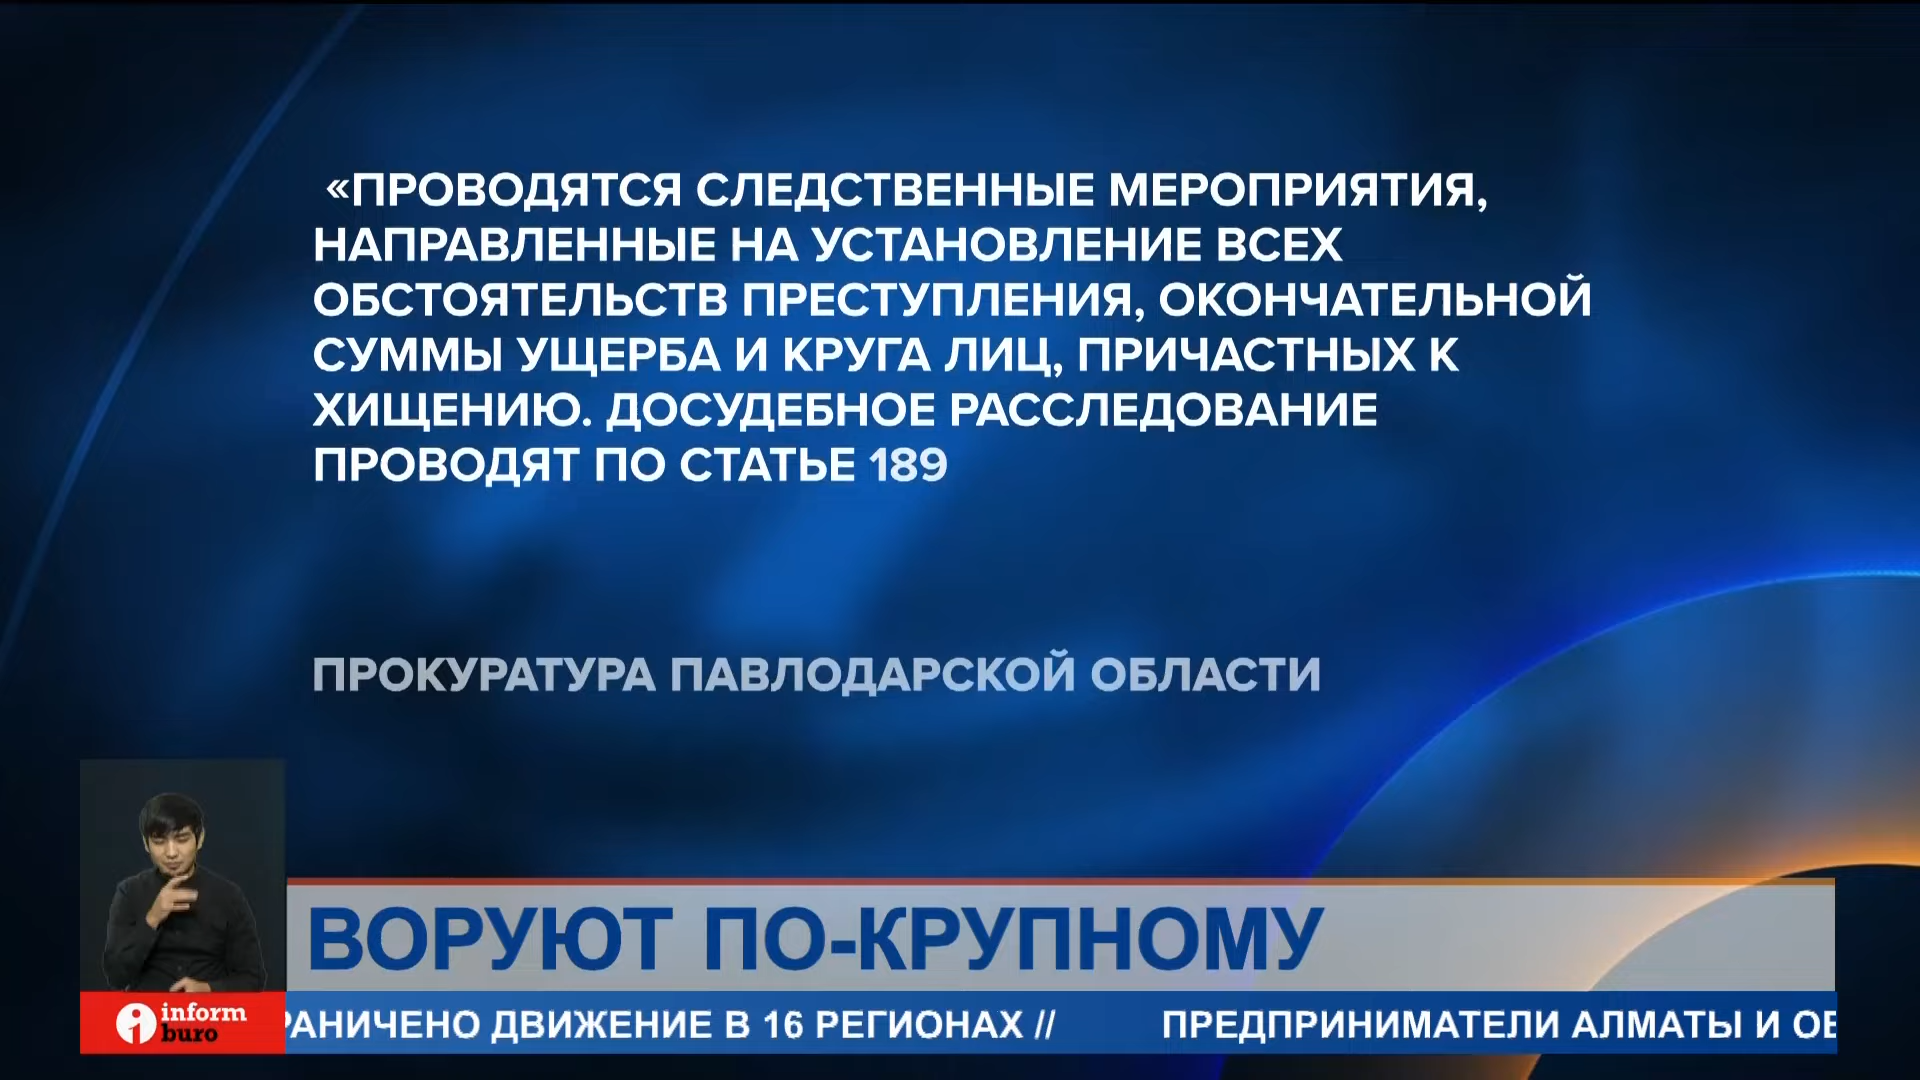 «ПРОВОДЯТСЯ СЛЕДСТВЕННЫЕ МЕРОПРИЯТИЯ,
НАПРАВЛЕННЫЕ НА УСТАНОВЛЕНИЕ ВСЕХ
ОБСТОЯТЕЛЬСТВ ПРЕСТУПЛЕНИЯ, ОКОНЧАТЕЛЬНОЙ
СУММЫ УЩЕРБА И КРУГА ЛИЦ, ПРИЧАСТНЫХ К
ХИЩЕНИЮ. ДОСУДЕБНОЕ РАССЛЕДОВАНИЕ
ПРОВОДЯТ ПО СТАТЬЕ 189
ПРОКУРАТУРА ПАВЛОДАРСКОЙ ОБЛАСТИ
ВОРУЮТ ПО-КРУПНОМУ
inform
buro
РАНИЧЕНО ДВИЖЕНИЕ В 16 РЕГИОНАХ // ПРЕДПРИНИМАТЕЛИ АЛМАТЫ И